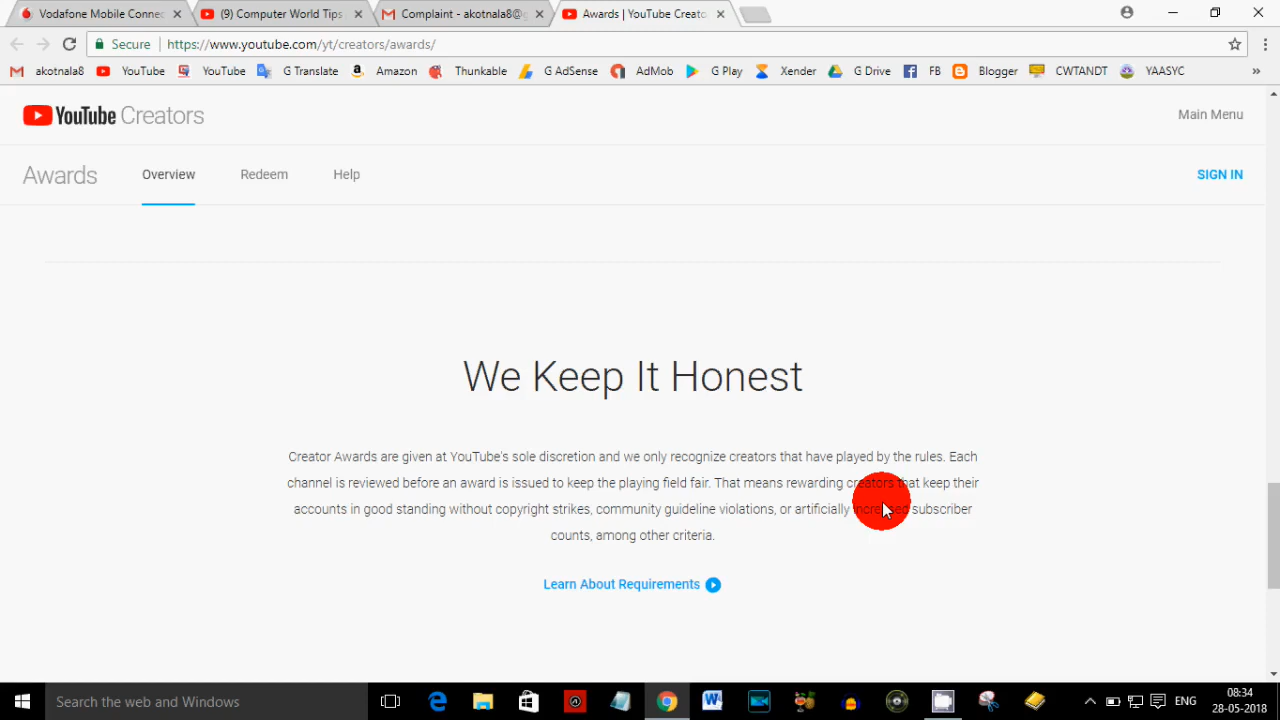 Vodafone Mobile Connec
(9) Computer World Tips
Complaint - akotnala8@g
Awards | YouTube Creato
Secure
https://www.youtube.com/yt/creators/awards/
akotnala8
YouTube
YouTube
G Translate
Amazon
Thunkable
G AdSense
AdMob
G Play
Xender
G Drive
FB
Blogger
CWTANDT
YAASYC
»
YouTube Creators
Main Menu
Awards
Overview
Redeem
Help
SIGN IN
We Keep It Honest
Creator Awards are given at YouTube's sole discretion and we only recognize creators that have played by the rules. Each
channel is reviewed before an award is issued to keep the playing field fair. That means rewarding creators that keep their
accounts in good standing without copyright strikes, community guideline violations, or artificially increased subscriber
counts, among other criteria.
Learn About Requirements
Search the web and Windows
ENG
08:34
28-05-2018